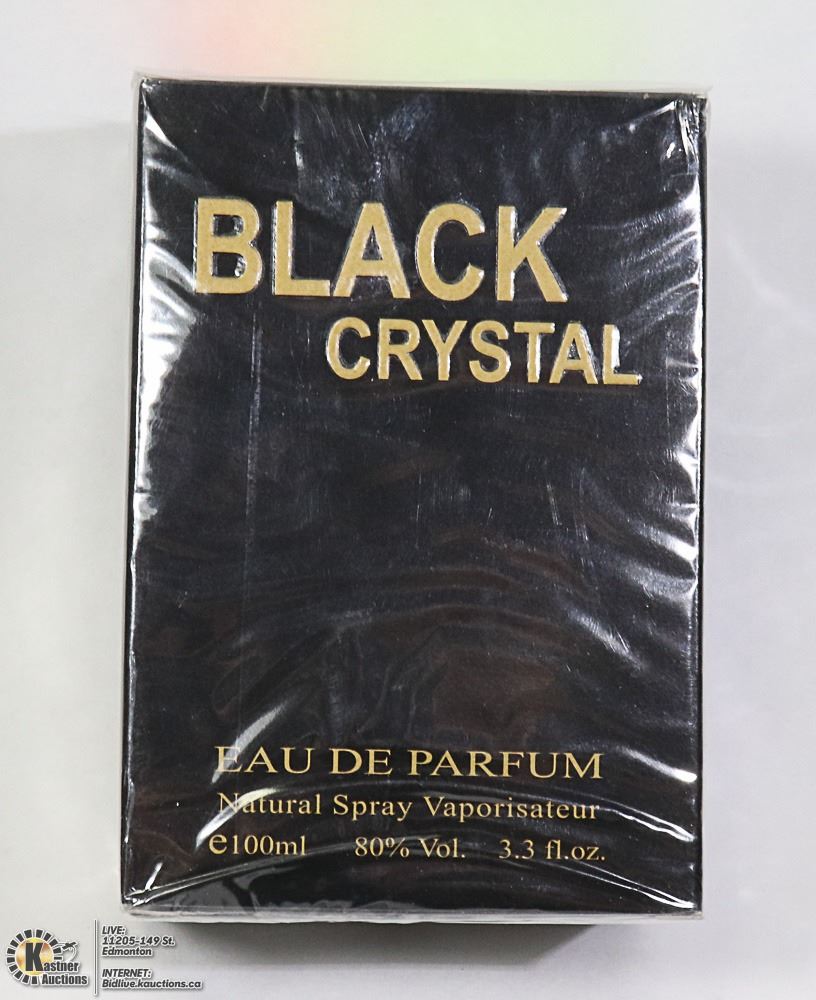 BLACK
CRYSTAL
EAU DE PARFUM
Natural Spray Vaporisateur
e100ml 80% Vol. 3.3 fl.oz.
Kastner
Auctions
LIVE:
11205-149 St.
Edmonton
INTERNET:
Bidlive.kauctions.ca